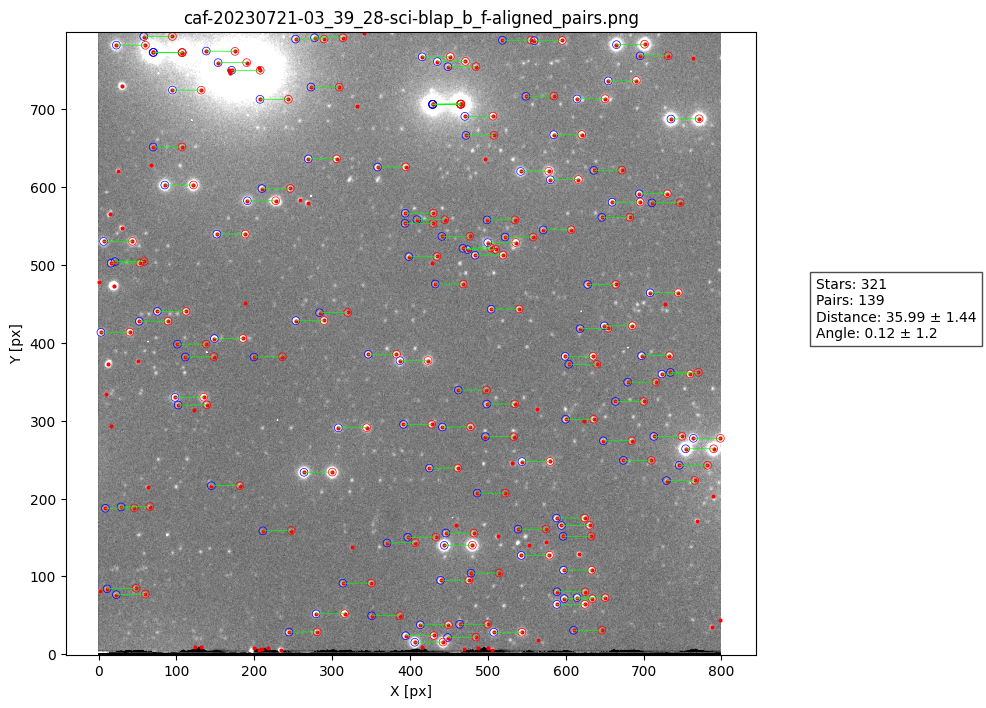 caf-20230721-03_39_28-sci-blap_b_f-aligned_pairs.png
700
600
500
400
300
200
100
0
Y [px]
0 100 200 300 400 500 600 700 800
X [px]
Stars: 321
Pairs: 139
Distance: 35.99 ± 1.44
Angle: 0.12 ± 1.2